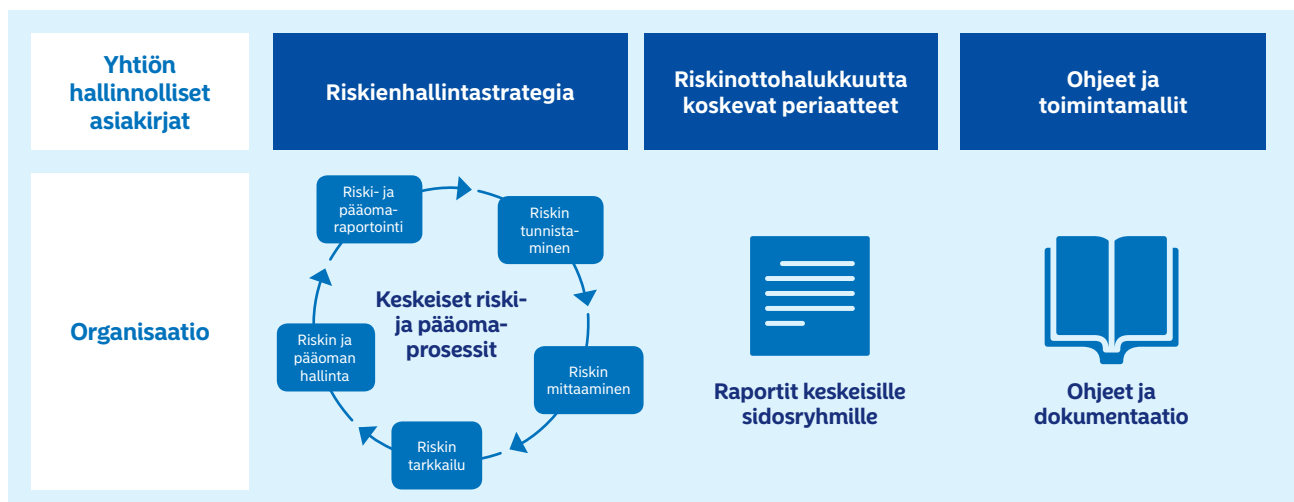 Yhtiön
hallinnolliset
asiakirjat
Riskienhallintastrategia
Riskinottohalukkuutta
koskevat periaatteet
Ohjeet ja
toimintamallit
Organisaatio
Riski- ja
pääoma-
raportointi
Riskin
tunnista-
minen
Keskeiset riski-
ja pääoma-
prosessit
Riskin ja
pääoman
hallinta
Riskin
mittaaminen
Riskin
tarkkailu
Raportit keskeisille
sidosryhmille
Ohjeet ja
dokumentaatio